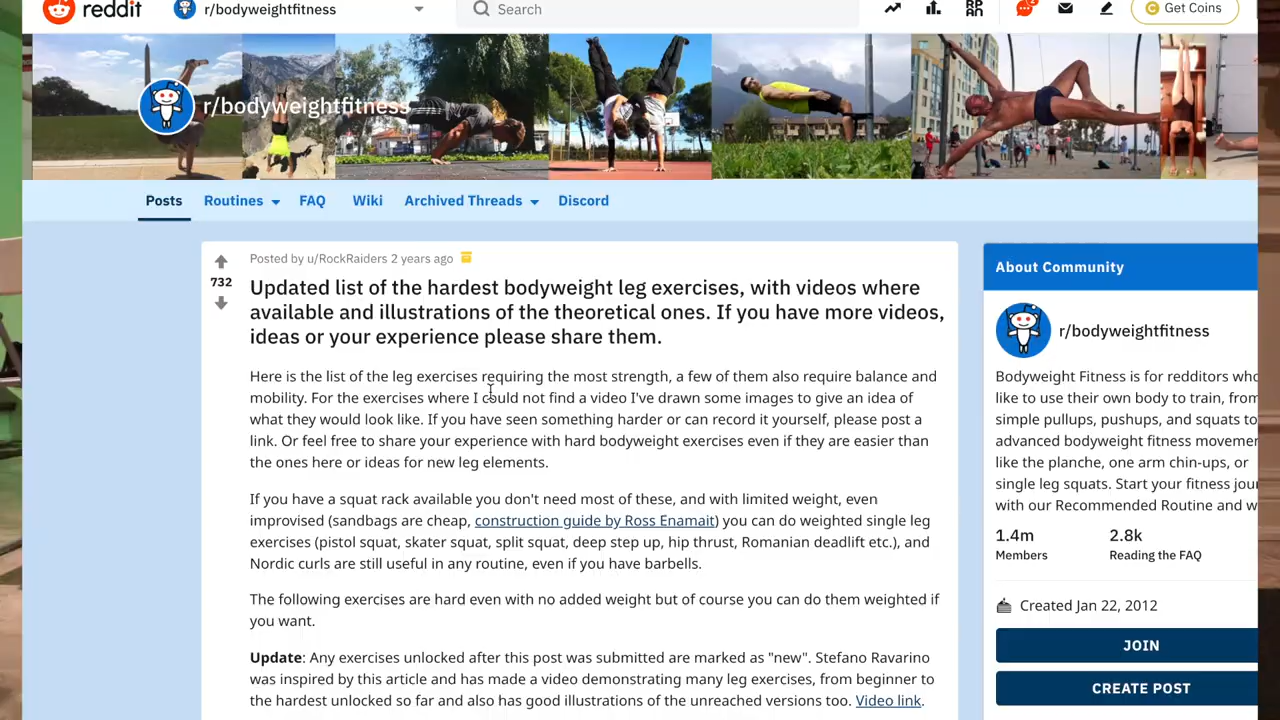 reddit
r/bodyweightfitness
Search
Get Coins
r/bodyweightfitness
Posts
Routines
FAQ
Wiki
Archived Threads
Discord
732
Posted by u/RockRaiders 2 years ago
Updated list of the hardest bodyweight leg exercises, with videos where
available and illustrations of the theoretical ones. If you have more videos,
ideas or your experience please share them.
Here is the list of the leg exercises requiring the most strength, a few of them also require balance and
mobility. For the exercises where I could not find a video I've drawn some images to give an idea of
what they would look like. If you have seen something harder or can record it yourself, please post a
link. Or feel free to share your experience with hard bodyweight exercises even if they are easier than
the ones here or ideas for new leg elements.
If you have a squat rack available you don't need most of these, and with limited weight, even
improvised (sandbags are cheap, construction guide by Ross Enamait) you can do weighted single leg
exercises (pistol squat, skater squat, split squat, deep step up, hip thrust, Romanian deadlift etc.), and
Nordic curls are still useful in any routine, even if you have barbells.
The following exercises are hard even with no added weight but of course you can do them weighted if
you want.
Update: Any exercises unlocked after this post was submitted are marked as "new". Stefano Ravarino
was inspired by this article and has made a video demonstrating many leg exercises, from beginner to
the hardest unlocked so far and also has good illustrations of the unreached versions too. Video link.
About Community
r/bodyweightfitness
Bodyweight Fitness is for redditors who
like to use their own body to train, from
simple pullups, pushups, and squats to
advanced bodyweight fitness movemen
like the planche, one arm chin-ups, or
single leg squats. Start your fitness jou
with our Recommended Routine and w
1.4m
Members
2.8k
Reading the FAQ
Created Jan 22, 2012
JOIN
CREATE POST